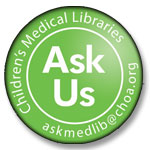 Children's Medical Libraries
Ask
Us
askmedlib@choa.org